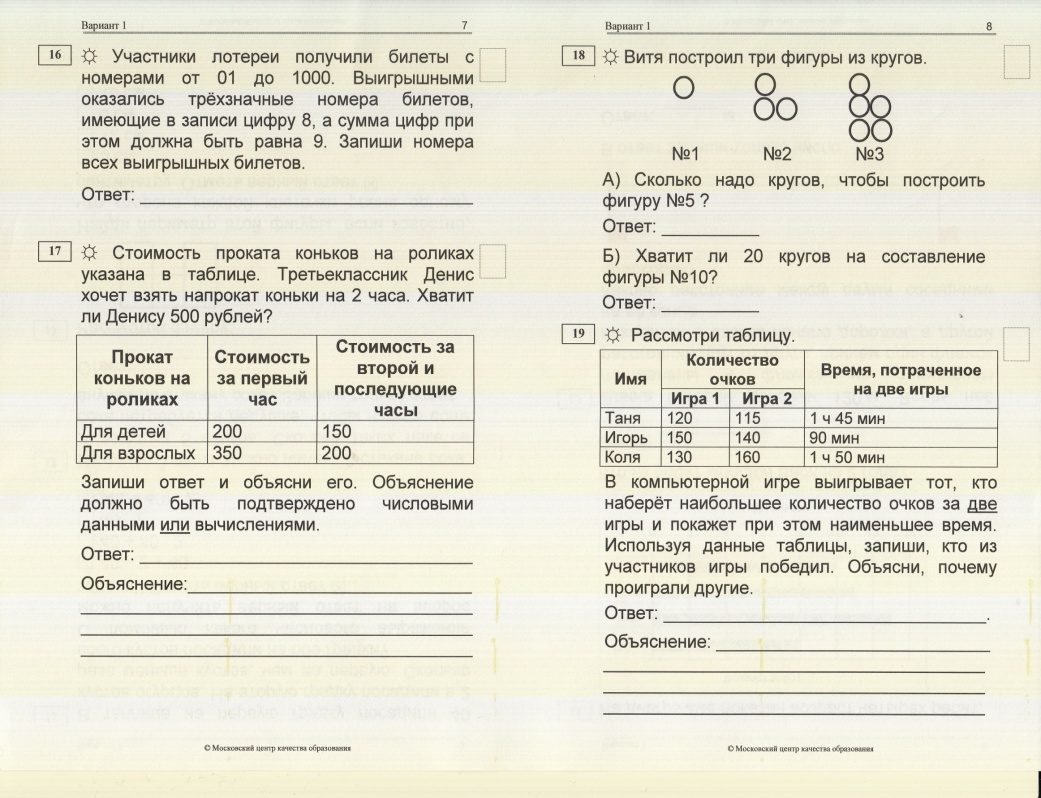 Вариант 1 7
16 Участники лотереи получили билеты с
номерами от 01 до 1000. Выигрышными
оказались трёхзначные номера билетов,
имеющие в записи цифру 8, а сумма цифр при
этом должна быть равна 9. Запиши номера
всех выигрышных билетов.
Ответ:
17 Стоимость проката коньков на роликах
указана в таблице. Третьеклассник Денис
хочет взять напрокат коньки на 2 часа. Хватит
ли Денису 500 рублей?
Прокат коньков на роликах Стоимость за первый час Стоимость за второй и последующие часы
Для детей 200 150
Для взрослых 350 200
Запиши ответ и объясни его. Объяснение
должно быть подтверждено числовыми
данными или вычислениями.
Ответ:
Объяснение:
© Московский центр качества образования
Вариант 1 8
18 Витя построил три фигуры из кругов.
№1 №2 №3
А) Сколько надо кругов, чтобы построить
фигуру №5 ?
Ответ:
Б) Хватит ли 20 кругов на составление
фигуры №10?
Ответ:
19 Рассмотри таблицу.
Имя Количество очков Время, потраченное на две игры
Игра 1 Игра 2
Таня 120 115 1 ч 45 мин
Игорь 150 140 90 мин
Коля 130 160 1 ч 50 мин
В компьютерной игре выигрывает тот, кто
наберёт наибольшее количество очков за две
игры и покажет при этом наименьшее время.
Используя данные таблицы, запиши, кто из
участников игры победил. Объясни, почему
проиграли другие.
Ответ: .
Объяснение:
© Московский центр качества образования